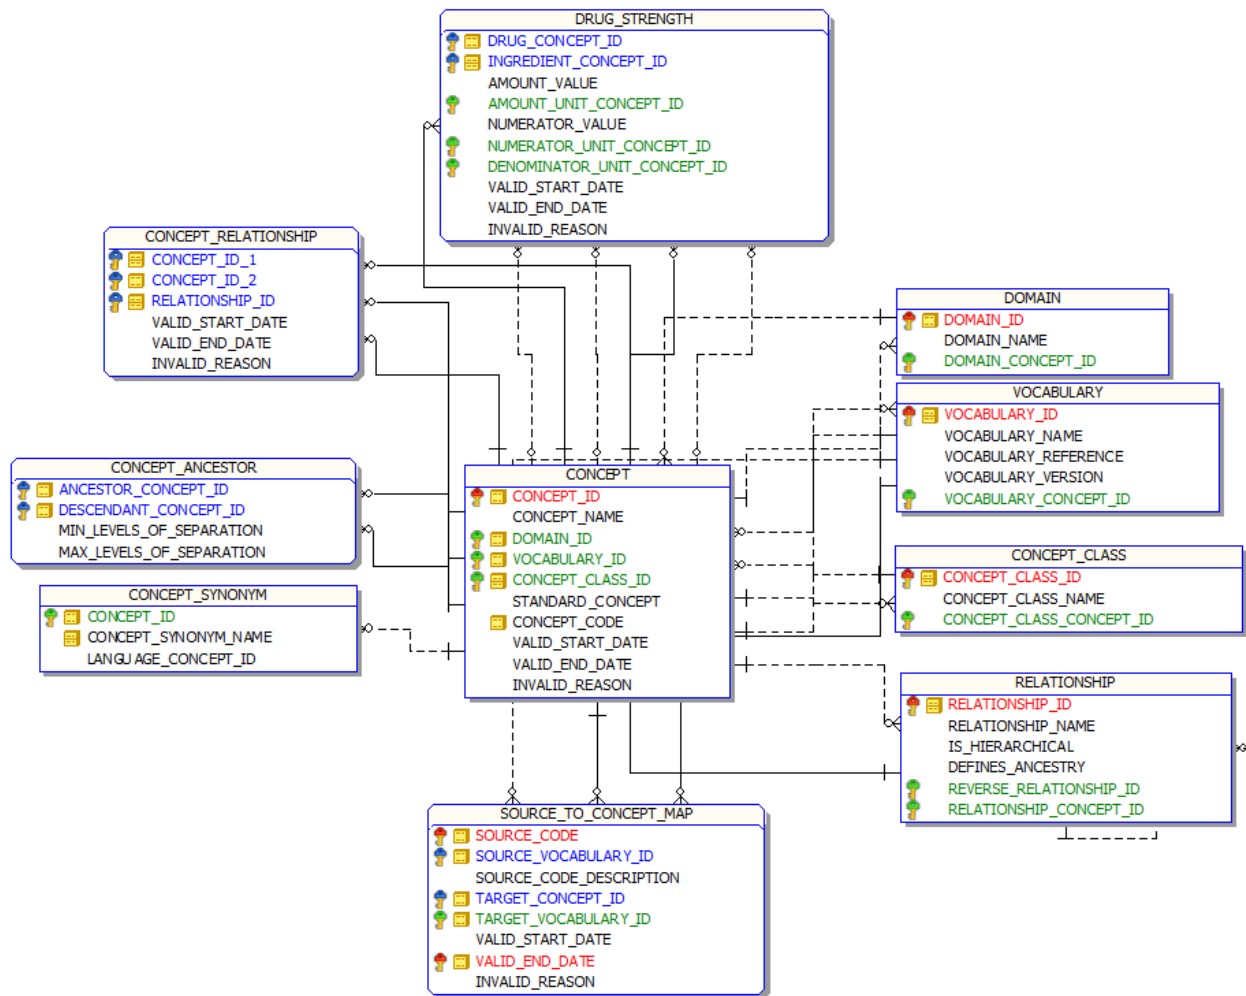 DRUG_STRENGTH
DRUG_CONCEPT_ID
INGREDIENT_CONCEPT_ID
AMOUNT_VALUE
AMOUNT_UNIT_CONCEPT_ID
NUMERATOR_VALUE
NUMERATOR_UNIT_CONCEPT_ID
DENOMINATOR_UNIT_CONCEPT_ID
VALID_START_DATE
VALID_END_DATE
INVALID_REASON
CONCEPT_RELATIONSHIP
CONCEPT_ID_1
CONCEPT_ID_2
RELATIONSHIP_ID
VALID_START_DATE
VALID_END_DATE
INVALID_REASON
DOMAIN
DOMAIN_ID
DOMAIN_NAME
DOMAIN_CONCEPT_ID
VOCABULARY
VOCABULARY_ID
VOCABULARY_NAME
VOCABULARY_REFERENCE
VOCABULARY_VERSION
VOCABULARY_CONCEPT_ID
CONCEPT_ANCESTOR
ANCESTOR_CONCEPT_ID
DESCENDANT_CONCEPT_ID
MIN_LEVELS_OF_SEPARATION
MAX_LEVELS_OF_SEPARATION
CONCEPT
CONCEPT_ID
CONCEPT_NAME
DOMAIN_ID
VOCABULARY_ID
CONCEPT_CLASS_ID
STANDARD_CONCEPT
CONCEPT_CODE
VALID_START_DATE
VALID_END_DATE
INVALID_REASON
CONCEPT_CLASS
CONCEPT_CLASS_ID
CONCEPT_CLASS_NAME
CONCEPT_CLASS_CONCEPT_ID
CONCEPT_SYNONYM
CONCEPT_ID
CONCEPT_SYNONYM_NAME
LANGUAGE_CONCEPT_ID
RELATIONSHIP
RELATIONSHIP_ID
RELATIONSHIP_NAME
IS_HIERARCHICAL
DEFINES_ANCESTRY
REVERSE_RELATIONSHIP_ID
RELATIONSHIP_CONCEPT_ID
SOURCE_TO_CONCEPT_MAP
SOURCE_CODE
SOURCE_VOCABULARY_ID
SOURCE_CODE_DESCRIPTION
TARGET_CONCEPT_ID
TARGET_VOCABULARY_ID
VALID_START_DATE
VALID_END_DATE
INVALID_REASON